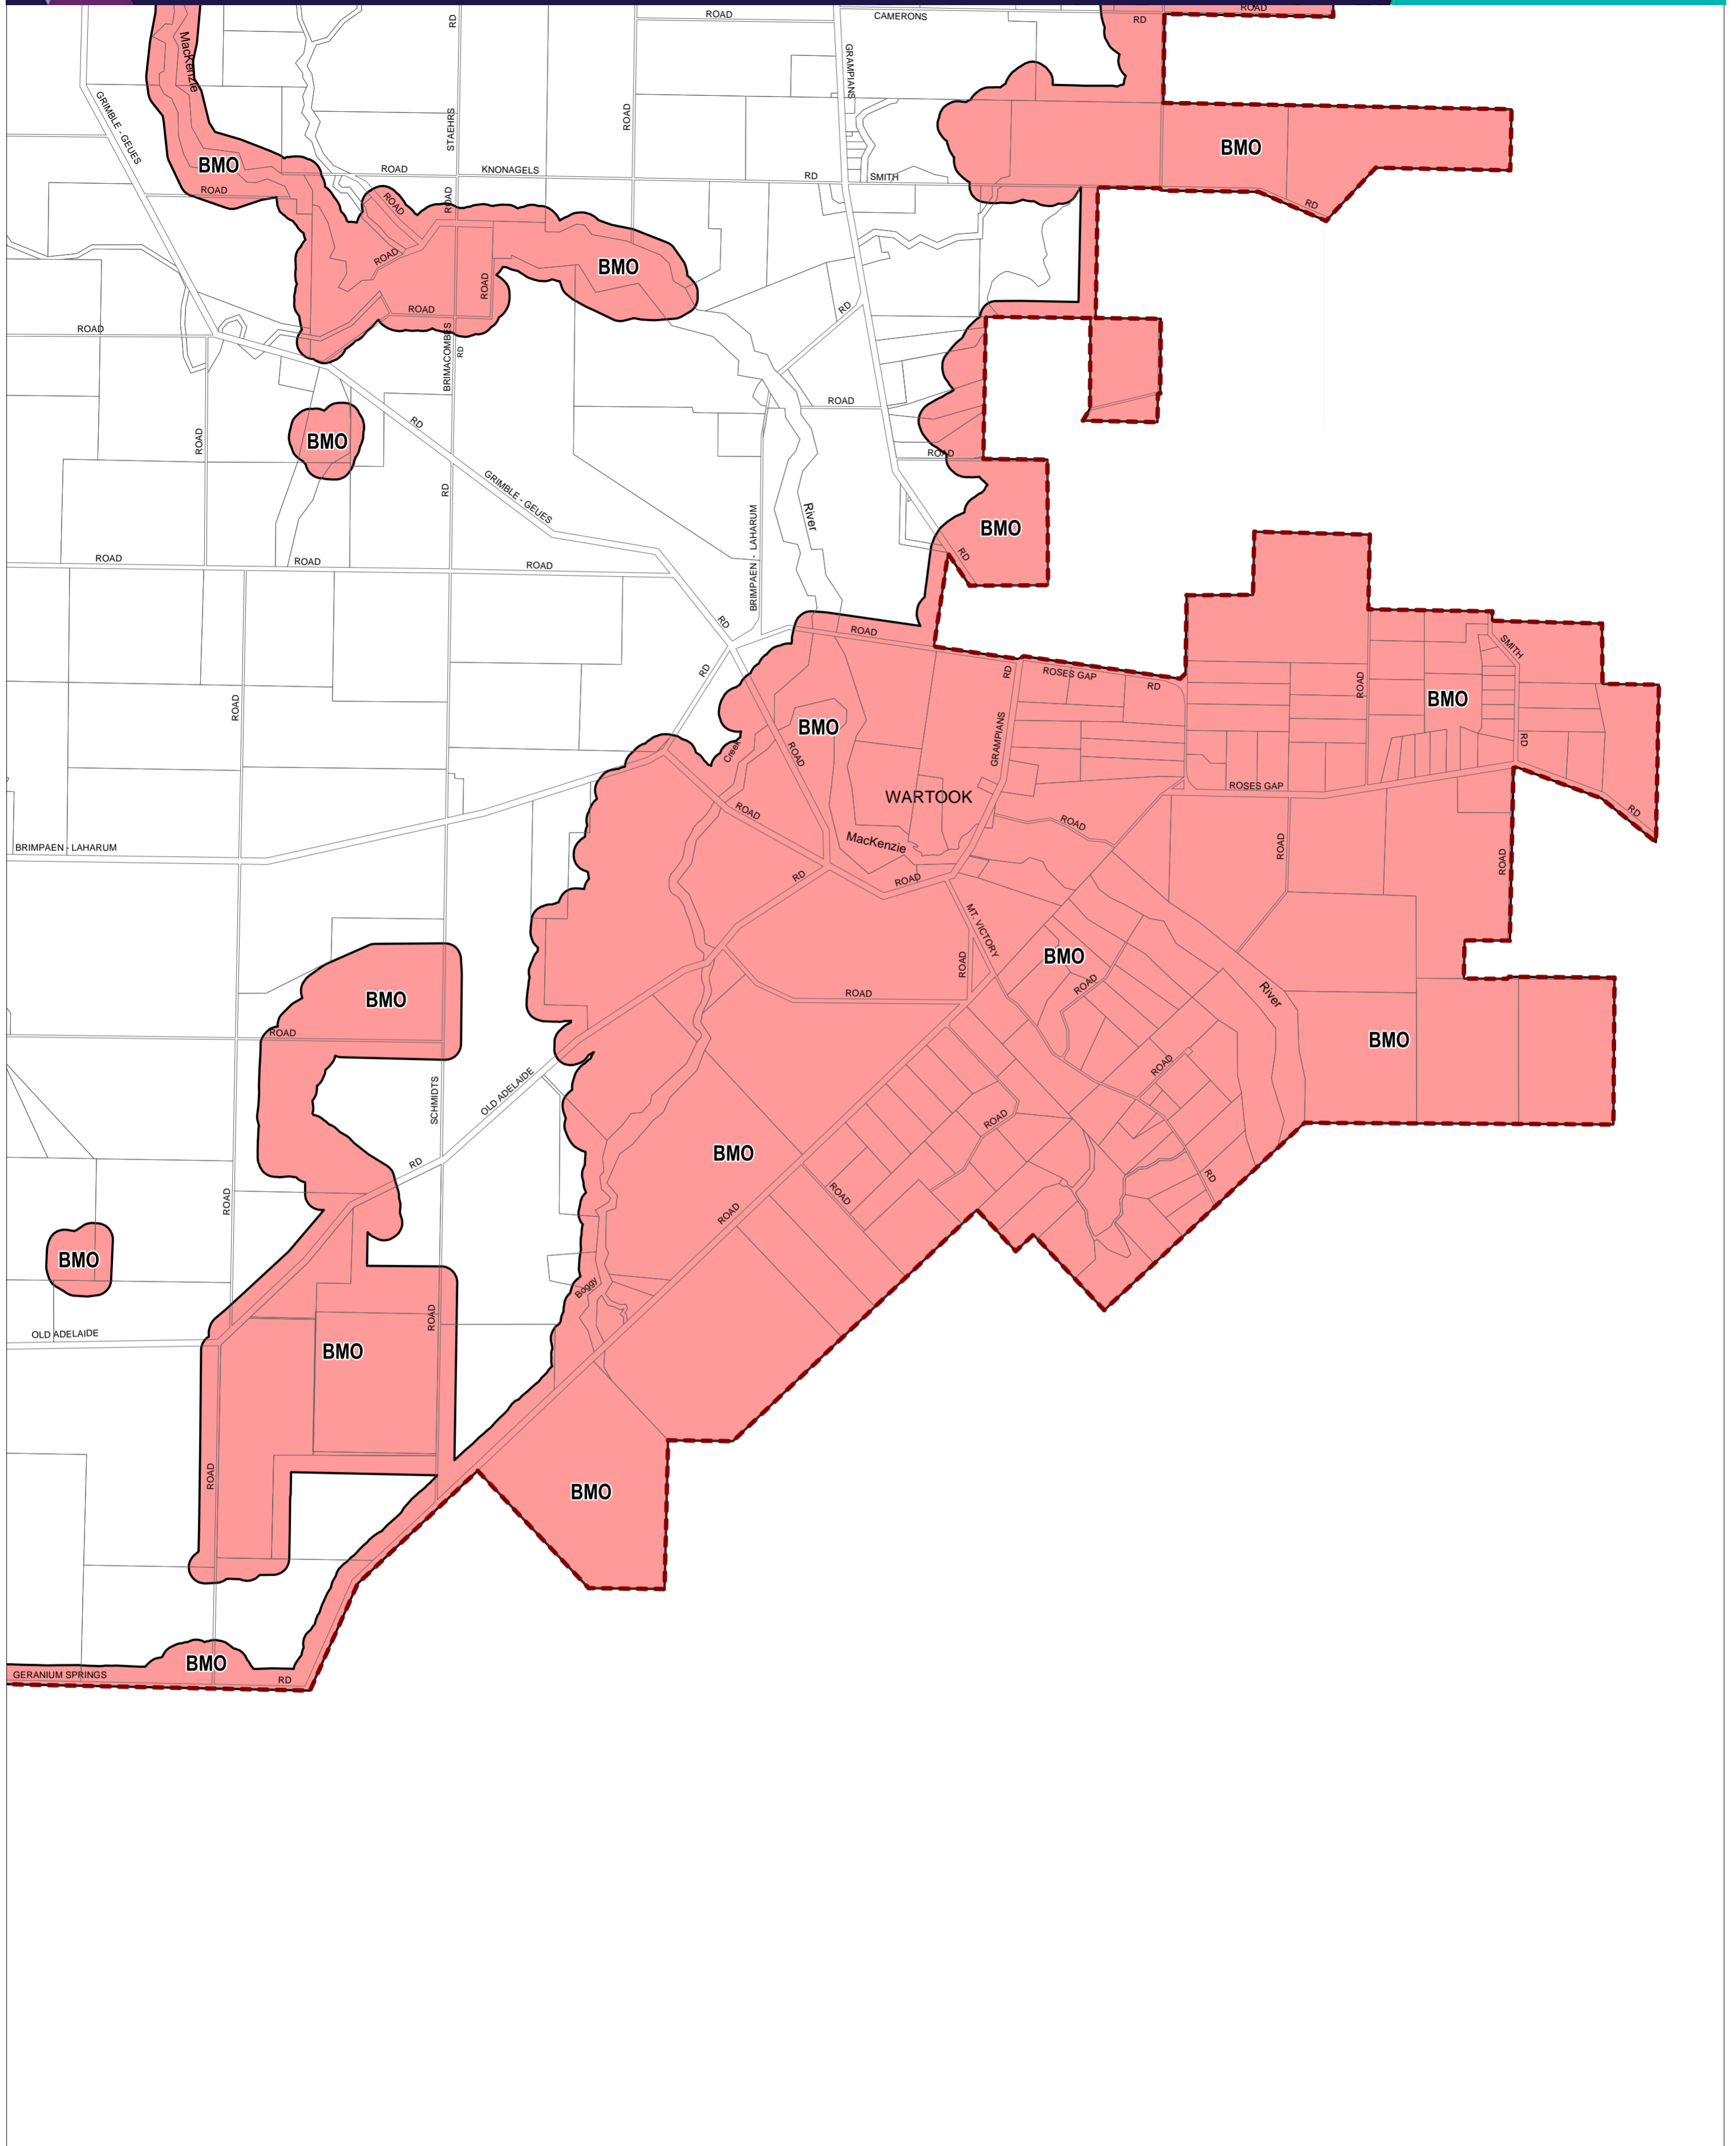 ROAD
CAMERONS
RD
ROAD
RD
MacKenzie
GRAMPIANS
GRIMBLE - GEUES
STAEHRS
ROAD
BMO
BMO
ROAD
KNONAGELS
RD
SMITH
ROAD
ROAD
ROAD
RD
ROAD
BMO
ROAD
ROAD
RD
ROAD
BRIMACOMBES
RD
ROAD
BMO
RD
ROAD
ROAD
RD
GRIMBLE - GEUES
River
BRIMPAEN - LAHARUM
BMO
RD
ROAD
ROAD
ROAD
RD
ROAD
SMITH
RD
RD
ROSES GAP
RD
ROAD
BMO
ROAD
BMO
GRAMPIANS
Creek
ROAD
RD
ROSES GAP
WARTOOK
ROAD
ROAD
RD
MacKenzie
BRIMPAEN - LAHARUM
ROAD
ROAD
RD
ROAD
MT. VICTORY
BMO
ROAD
ROAD
River
BMO
ROAD
ROAD
BMO
ROAD
OLD ADELAIDE
SCHMIDTS
ROAD
BMO
RD
RD
ROAD
ROAD
ROAD
BMO
Boggy
ROAD
OLD ADELAIDE
BMO
ROAD
BMO
BMO
GERANIUM SPRINGS
RD